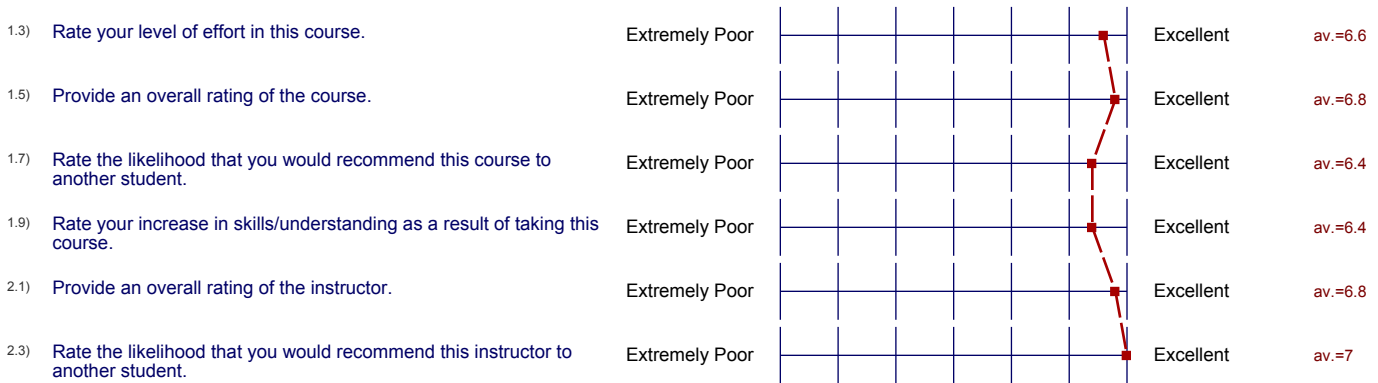 1.3) Rate your level of effort in this course. Extremely Poor Excellent av.=6.6
1.5) Provide an overall rating of the course. Extremely Poor Excellent av.=6.8
1.7) Rate the likelihood that you would recommend this course to
another student. Extremely Poor Excellent av.=6.4
1.9) Rate your increase in skills/understanding as a result of taking this
course. Extremely Poor Excellent av.=6.4
2.1) Provide an overall rating of the instructor. Extremely Poor Excellent av.=6.8
2.3) Rate the likelihood that you would recommend this instructor to
another student. Extremely Poor Excellent av.=7